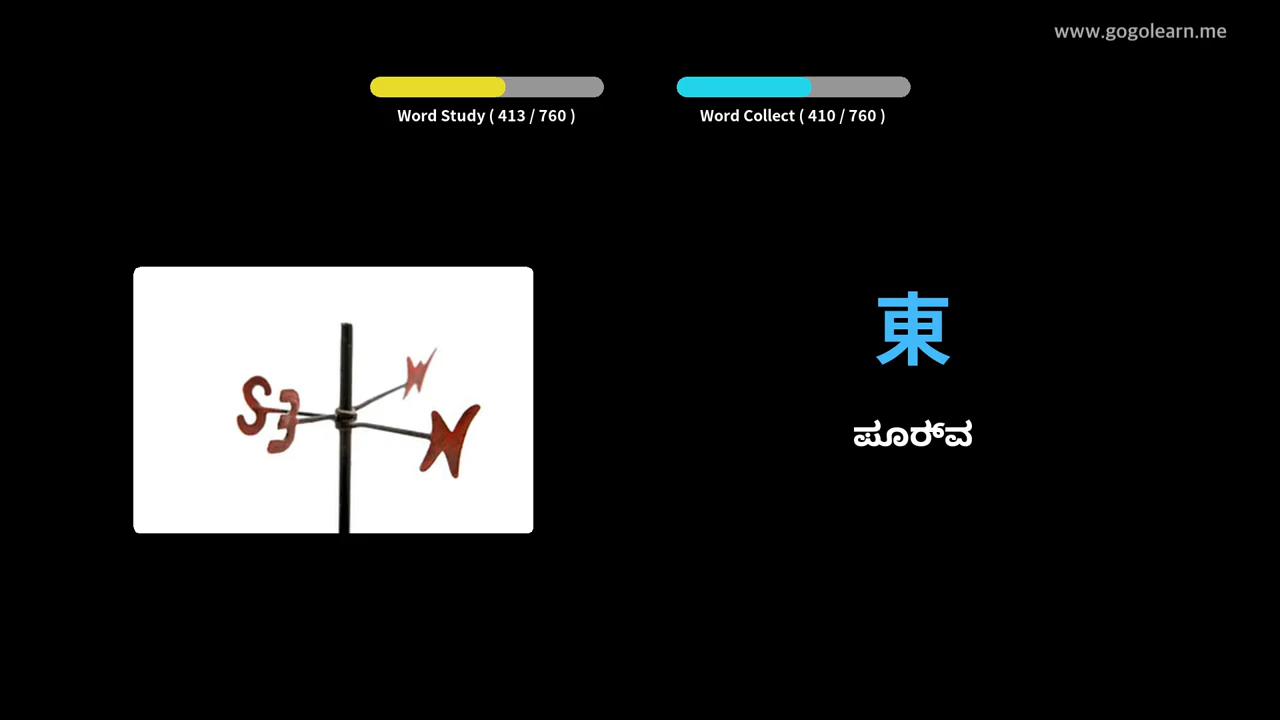 www.gogolearn.me
Word Study ( 413 / 760 )
Word Collect ( 410 / 760 )
S E N W
東
ಪೂರ್‍ವ